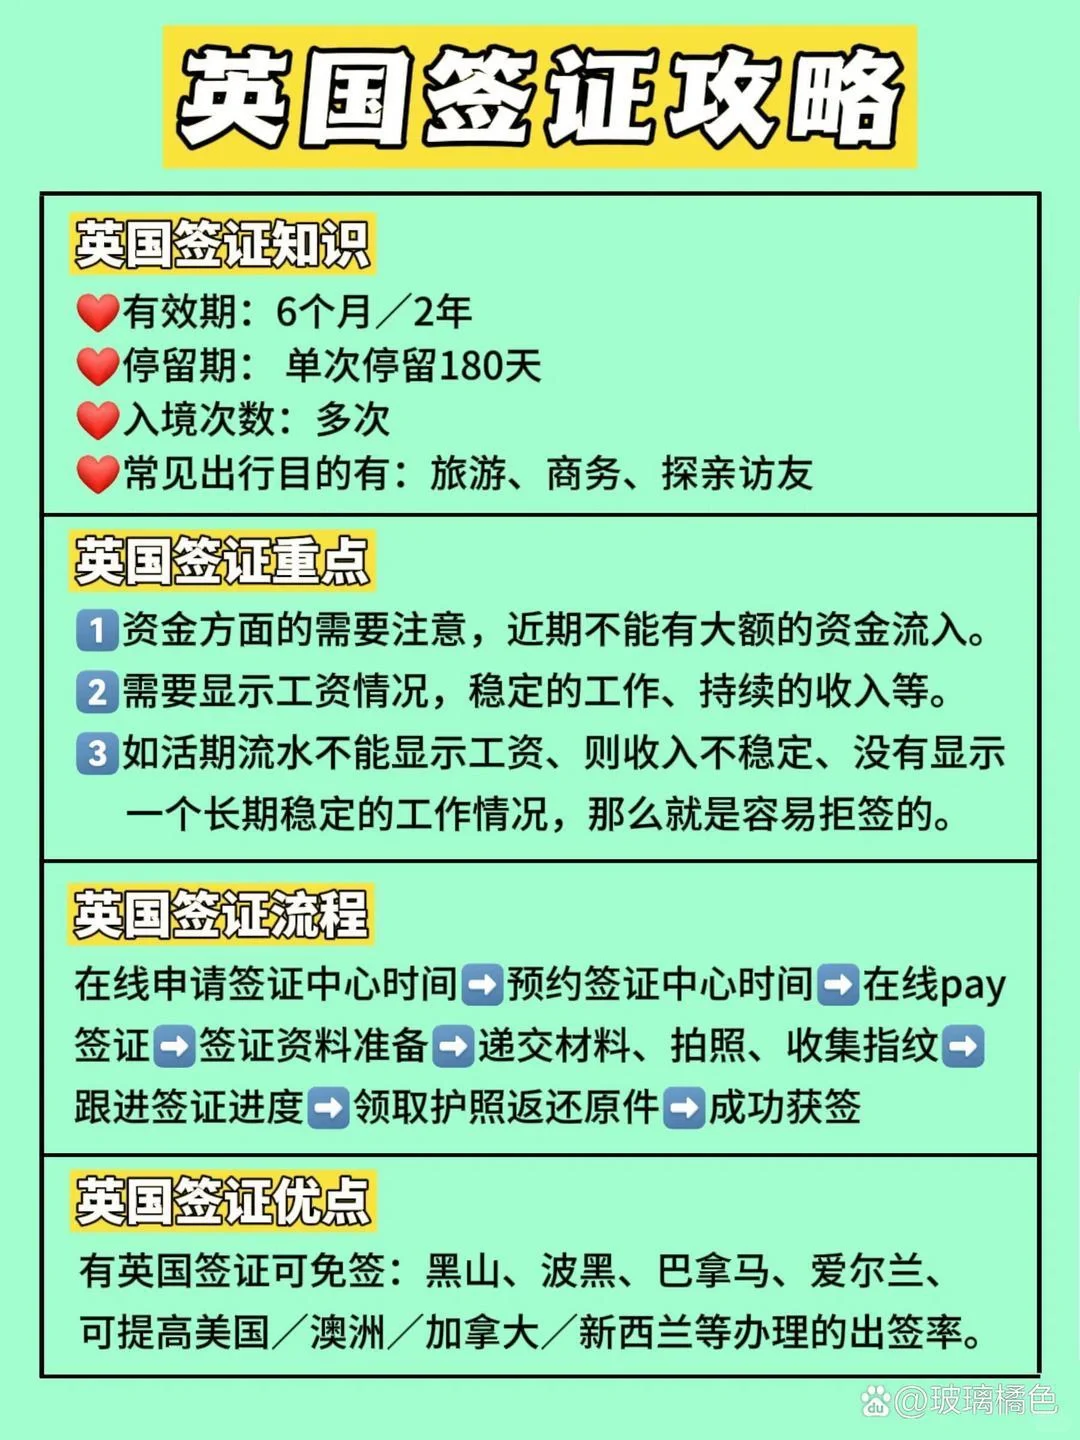 英国签证攻略
英国签证知识
❤️有效期：6个月／2年
❤️停留期： 单次停留180天
❤️入境次数：多次
❤️常见出行目的有：旅游、商务、探亲访友
英国签证重点
1️⃣资金方面的需要注意，近期不能有大额的资金流入。
2️⃣需要显示工资情况，稳定的工作、持续的收入等。
3️⃣如活期流水不能显示工资、则收入不稳定、没有显示
一个长期稳定的工作情况，那么就是容易拒签的。
英国签证流程
在线申请签证中心时间➡️预约签证中心时间➡️在线pay
签证➡️签证资料准备➡️递交材料、拍照、收集指纹➡️
跟进签证进度➡️领取护照返还原件➡️成功获签
英国签证优点
有英国签证可免签：黑山、波黑、巴拿马、爱尔兰、
可提高美国／澳洲／加拿大／新西兰等办理的出签率。
du @玻璃橘色